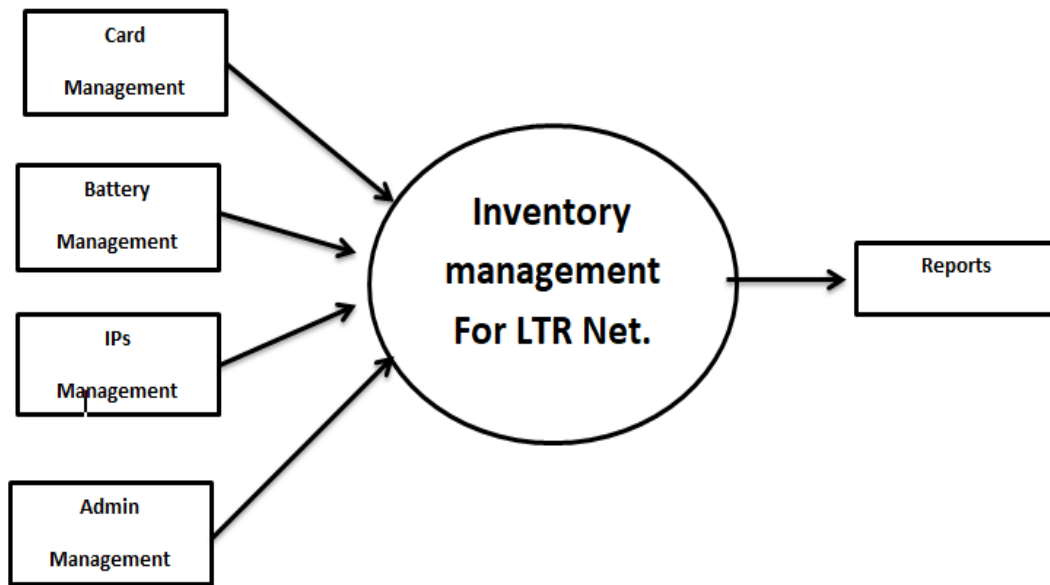 Card
Management
Battery
Management
IPs
Management
Admin
Management
Inventory
management
For LTR Net.
Reports